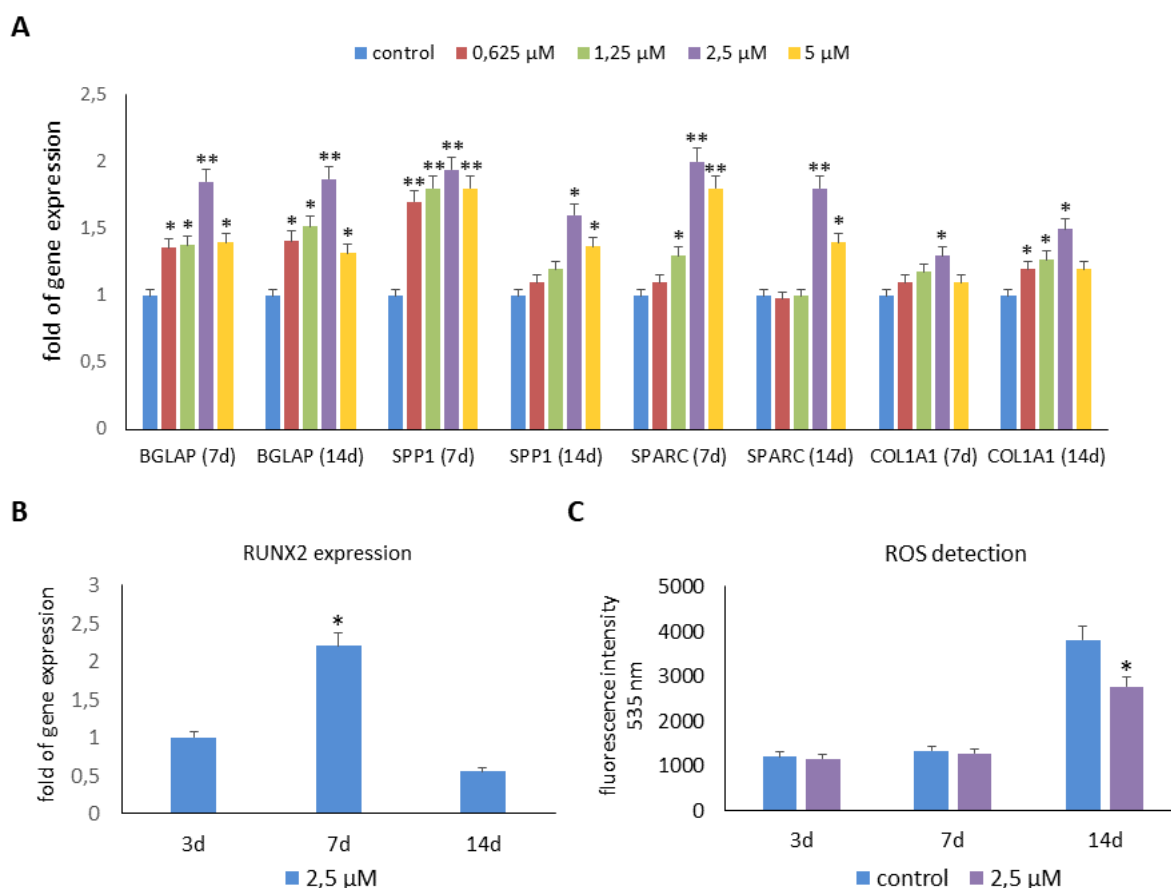 A
control 0,625 µM 1,25 µM 2,5 µM 5 µM
fold of gene expression
2,5
2
1,5
1
0,5
0
* * ** * * * ** * ** ** ** ** * * * ** ** ** * * * * *
BGLAP (7d) BGLAP (14d) SPP1 (7d) SPP1 (14d) SPARC (7d) SPARC (14d) COL1A1 (7d) COL1A1 (14d)
B
RUNX2 expression
fold of gene expression
3
2,5
2
1,5
1
0,5
0
*
3d 7d 14d
2,5 µM
C
ROS detection
fluorescence intensity
535 nm
5000
4000
3000
2000
1000
0
*
3d 7d 14d
control 2,5 µM